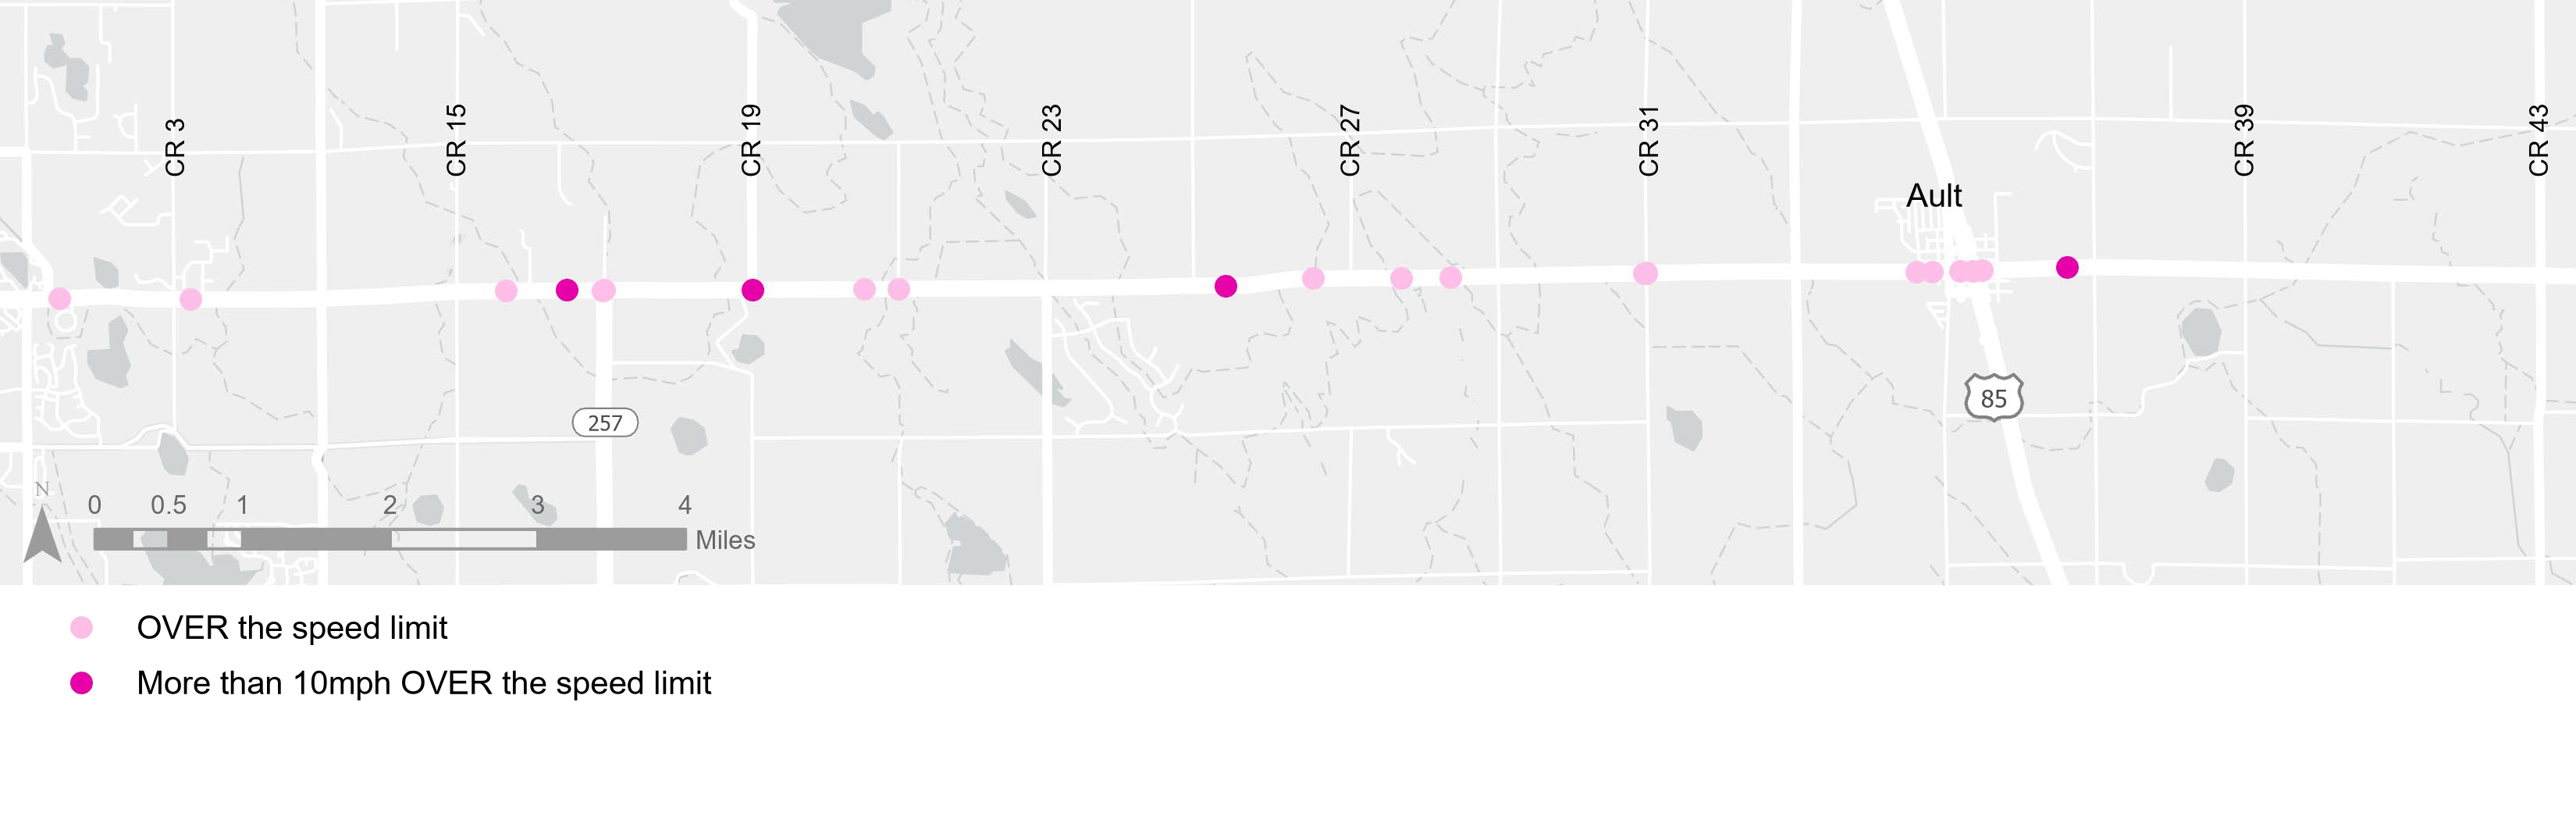 CR 3
CR 15
CR 19
CR 23
CR 27
CR 31
CR 39
CR 43
Ault
85
257
N
0 0.5 1 2 3 4
Miles
OVER the speed limit
More than 10mph OVER the speed limit